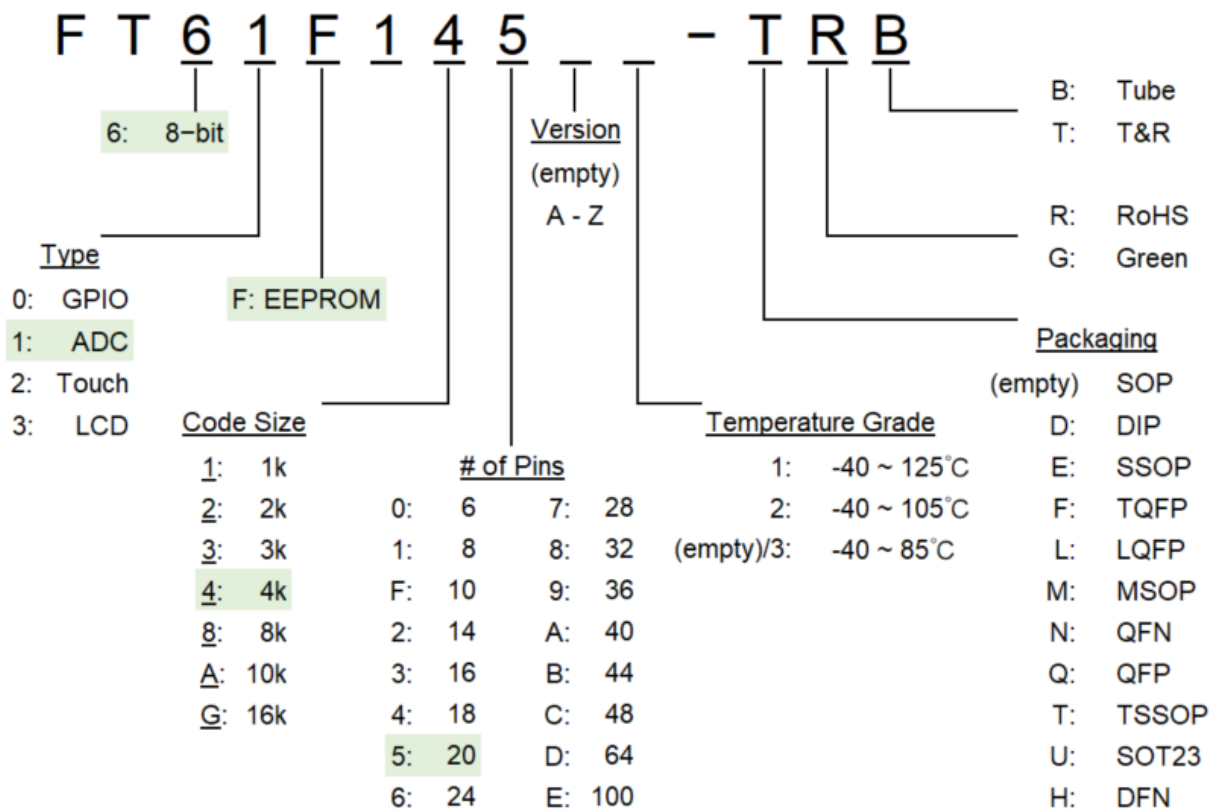 F T 6 1 F 1 4 5 _ _ – T R B
B: Tube
6: 8–bit
Version
T: T&R
(empty)
A - Z
R: RoHS
Type
G: Green
0: GPIO
F: EEPROM
1: ADC
Packaging
2: Touch
(empty) SOP
3: LCD
Code Size
Temperature Grade
D: DIP
1: 1k
# of Pins
1: -40 ~ 125℃
E: SSOP
2: 2k
0: 6
7: 28
2: -40 ~ 105℃
F: TQFP
3: 3k
1: 8
8: 32
(empty)/3: -40 ~ 85℃
L: LQFP
4: 4k
F: 10
9: 36
M: MSOP
8: 8k
2: 14
A: 40
N: QFN
A: 10k
3: 16
B: 44
Q: QFP
G: 16k
4: 18
C: 48
T: TSSOP
5: 20
D: 64
U: SOT23
6: 24
E: 100
H: DFN